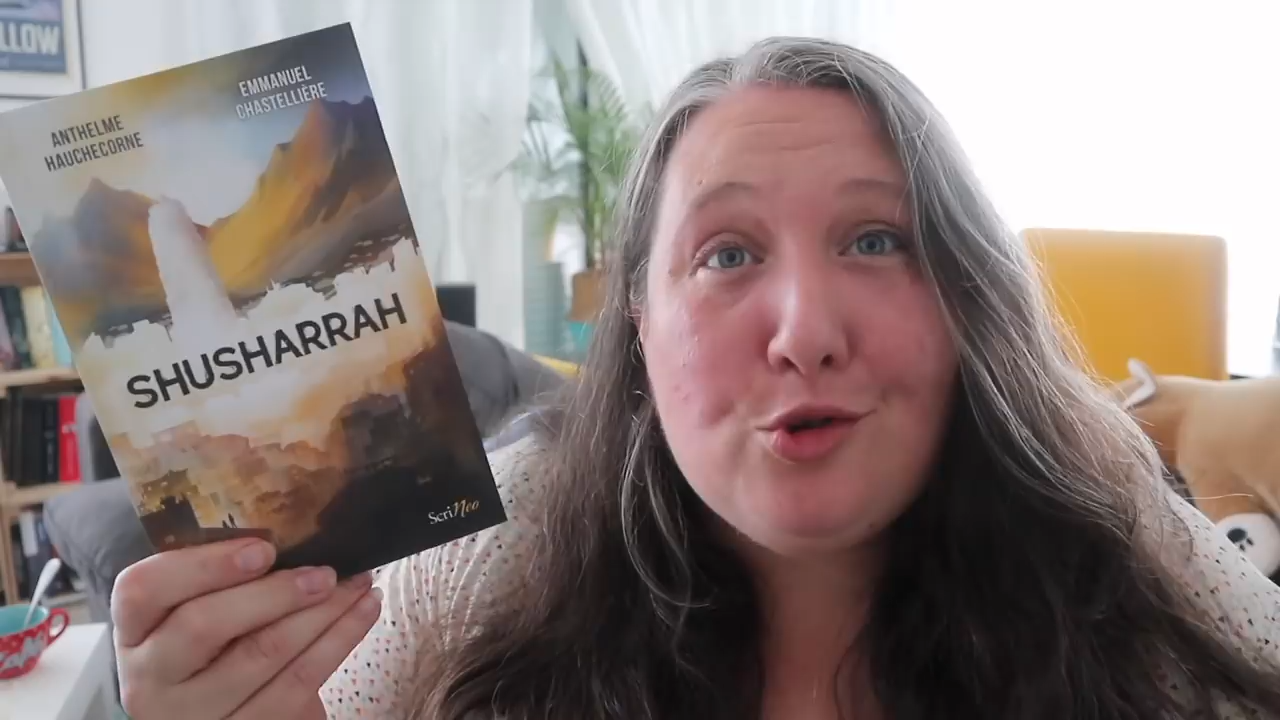 LLOW
ANTHELME
HAUCHECORNE
EMMANUEL
CHASTELLIÈRE
SHUSHARRAH
ScriNeo